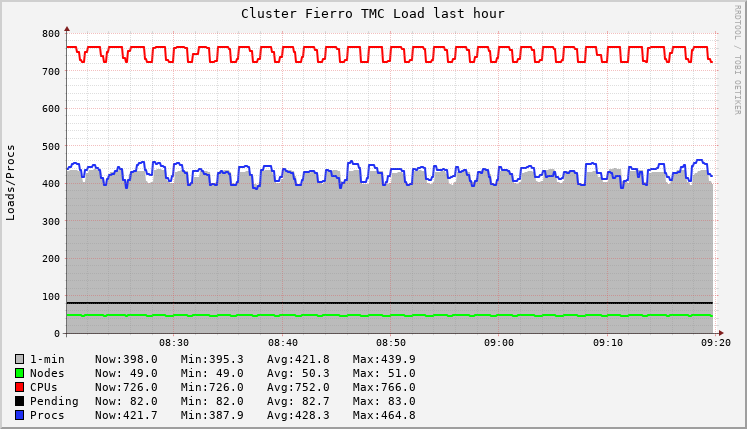 Cluster Fierro TMC Load last hour
RRDTOOL / TOBI OETIKER
Loads/Procs
800
700
600
500
400
300
200
100
0
08:30 08:40 08:50 09:00 09:10 09:20
1-min Now:398.0 Min:395.3 Avg:421.8 Max:439.9
Nodes Now: 49.0 Min: 49.0 Avg: 50.3 Max: 51.0
CPUs Now:726.0 Min:726.0 Avg:752.0 Max:766.0
Pending Now: 82.0 Min: 82.0 Avg: 82.7 Max: 83.0
Procs Now:421.7 Min:387.9 Avg:428.3 Max:464.8